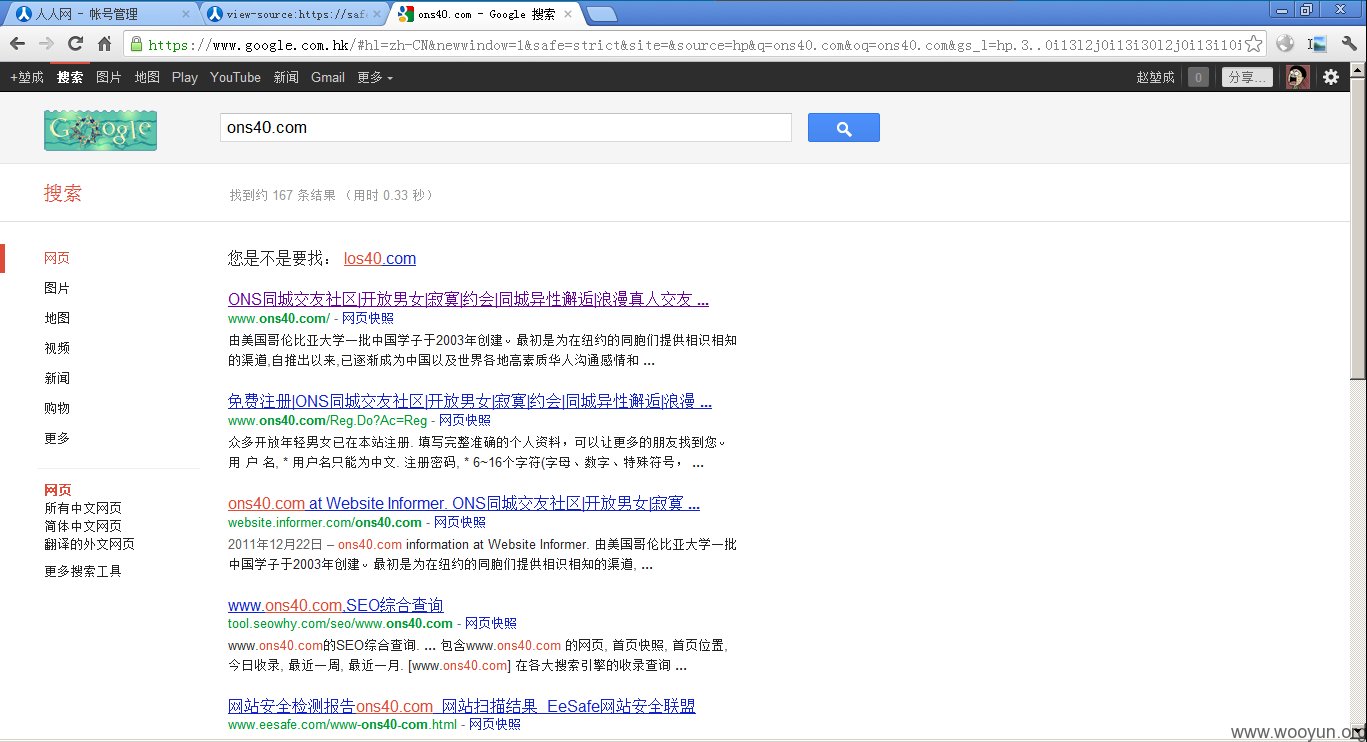 人人网 - 帐号管理
view-source:https://safe
ons40.com - Google 搜索
https://www.google.com.hk/#hl=zh-CN&newwindow=1&safe=strict&site=&source=hp&q=ons40.com&oq=ons40.com&gs_l=hp.3..0i13l2j0i13i30l2j0i13i10i
+堃成 搜索 图片 地图 Play YouTube 新闻 Gmail 更多
赵堃成 0 分享...
Google
ons40.com
搜索
找到约 167 条结果 （用时 0.33 秒）
网页
图片
地图
视频
新闻
购物
更多
网页
所有中文网页
简体中文网页
翻译的外文网页
更多搜索工具
您是不是要找： los40.com
ONS同城交友社区|开放男女|寂寞|约会|同城异性邂逅|浪漫真人交友 ...
www.ons40.com/ - 网页快照
由美国哥伦比亚大学一批中国学子于2003年创建。最初是为在纽约的同胞们提供相识相知
的渠道,自推出以来,已逐渐成为中国以及世界各地高素质华人沟通感情和 ...
免费注册|ONS同城交友社区|开放男女|寂寞|约会|同城异性邂逅|浪漫 ...
www.ons40.com/Reg.Do?Ac=Reg - 网页快照
众多开放年轻男女已在本站注册. 填写完整准确的个人资料，可以让更多的朋友找到您。
用 户 名, * 用户名只能为中文. 注册密码, * 6~16个字符(字母、数字、特殊符号， ...
ons40.com at Website Informer. ONS同城交友社区|开放男女|寂寞 ...
website.informer.com/ons40.com - 网页快照
2011年12月22日 – ons40.com information at Website Informer. 由美国哥伦比亚大学一批
中国学子于2003年创建。最初是为在纽约的同胞们提供相识相知的渠道, ...
www.ons40.com,SEO综合查询
tool.seowhy.com/seo/www.ons40.com - 网页快照
www.ons40.com的SEO综合查询. ... 包含www.ons40.com 的网页, 首页快照, 首页位置,
今日收录, 最近一周, 最近一月. [www.ons40.com] 在各大搜索引擎的收录查询 ...
网站安全检测报告ons40.com_网站扫描结果_EeSafe网站安全联盟
www.eesafe.com/www-ons40-com.html - 网页快照
www.wooyun.org